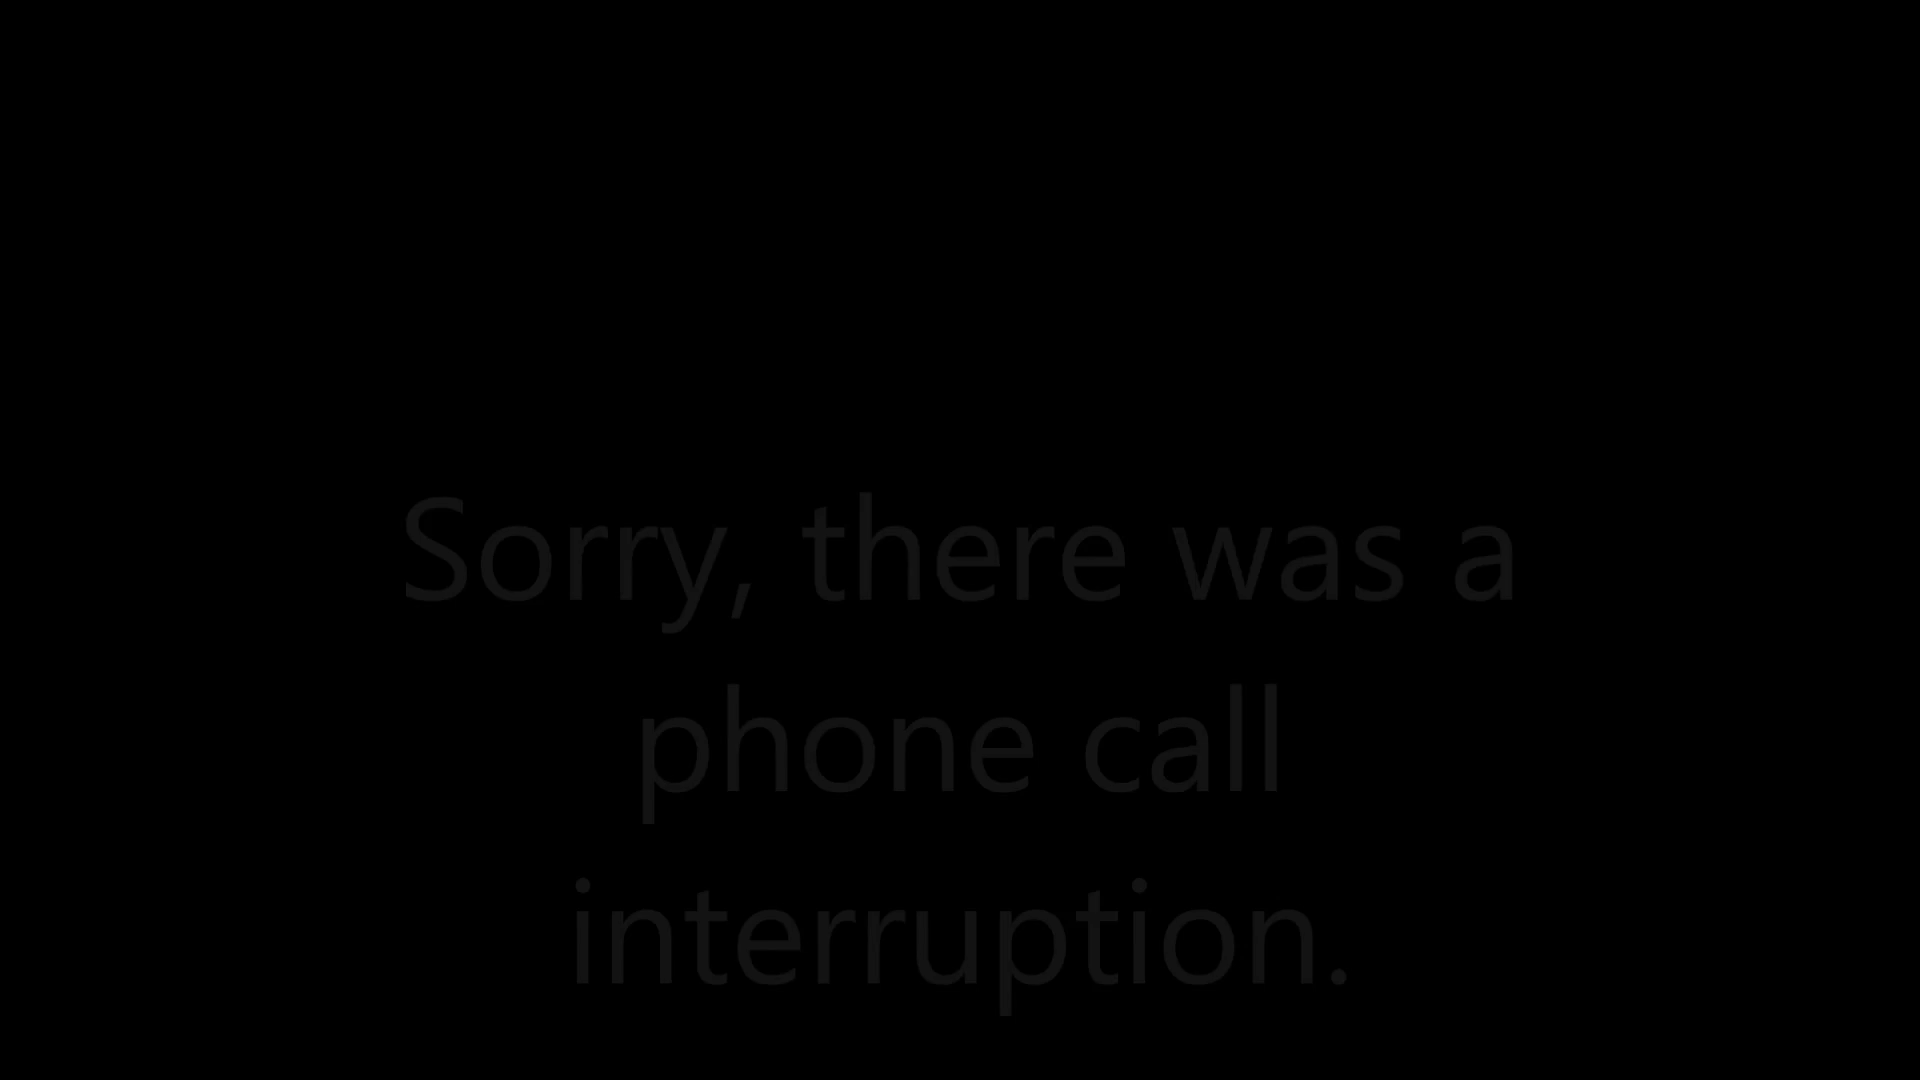 Sorry, there was a
phone call
interruption.